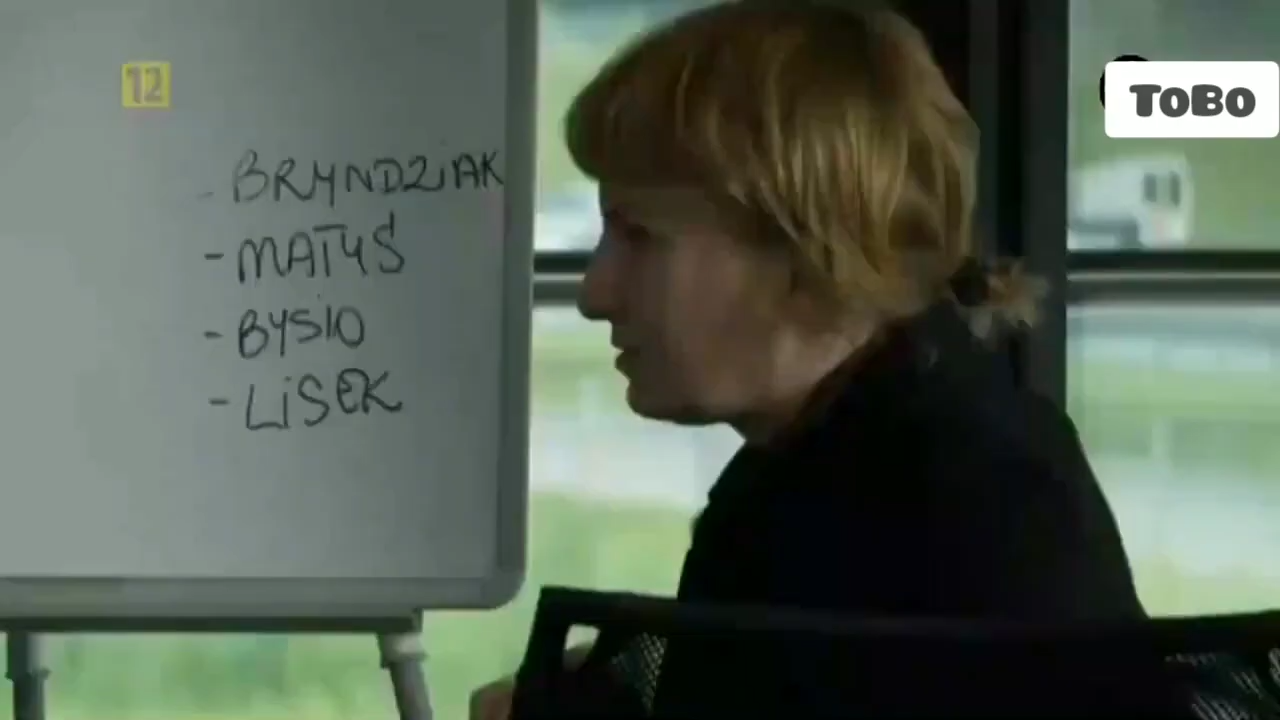 12
ToBo
- BRYNDZiAK
- MATYŚ
- BYSIO
- LiSEK